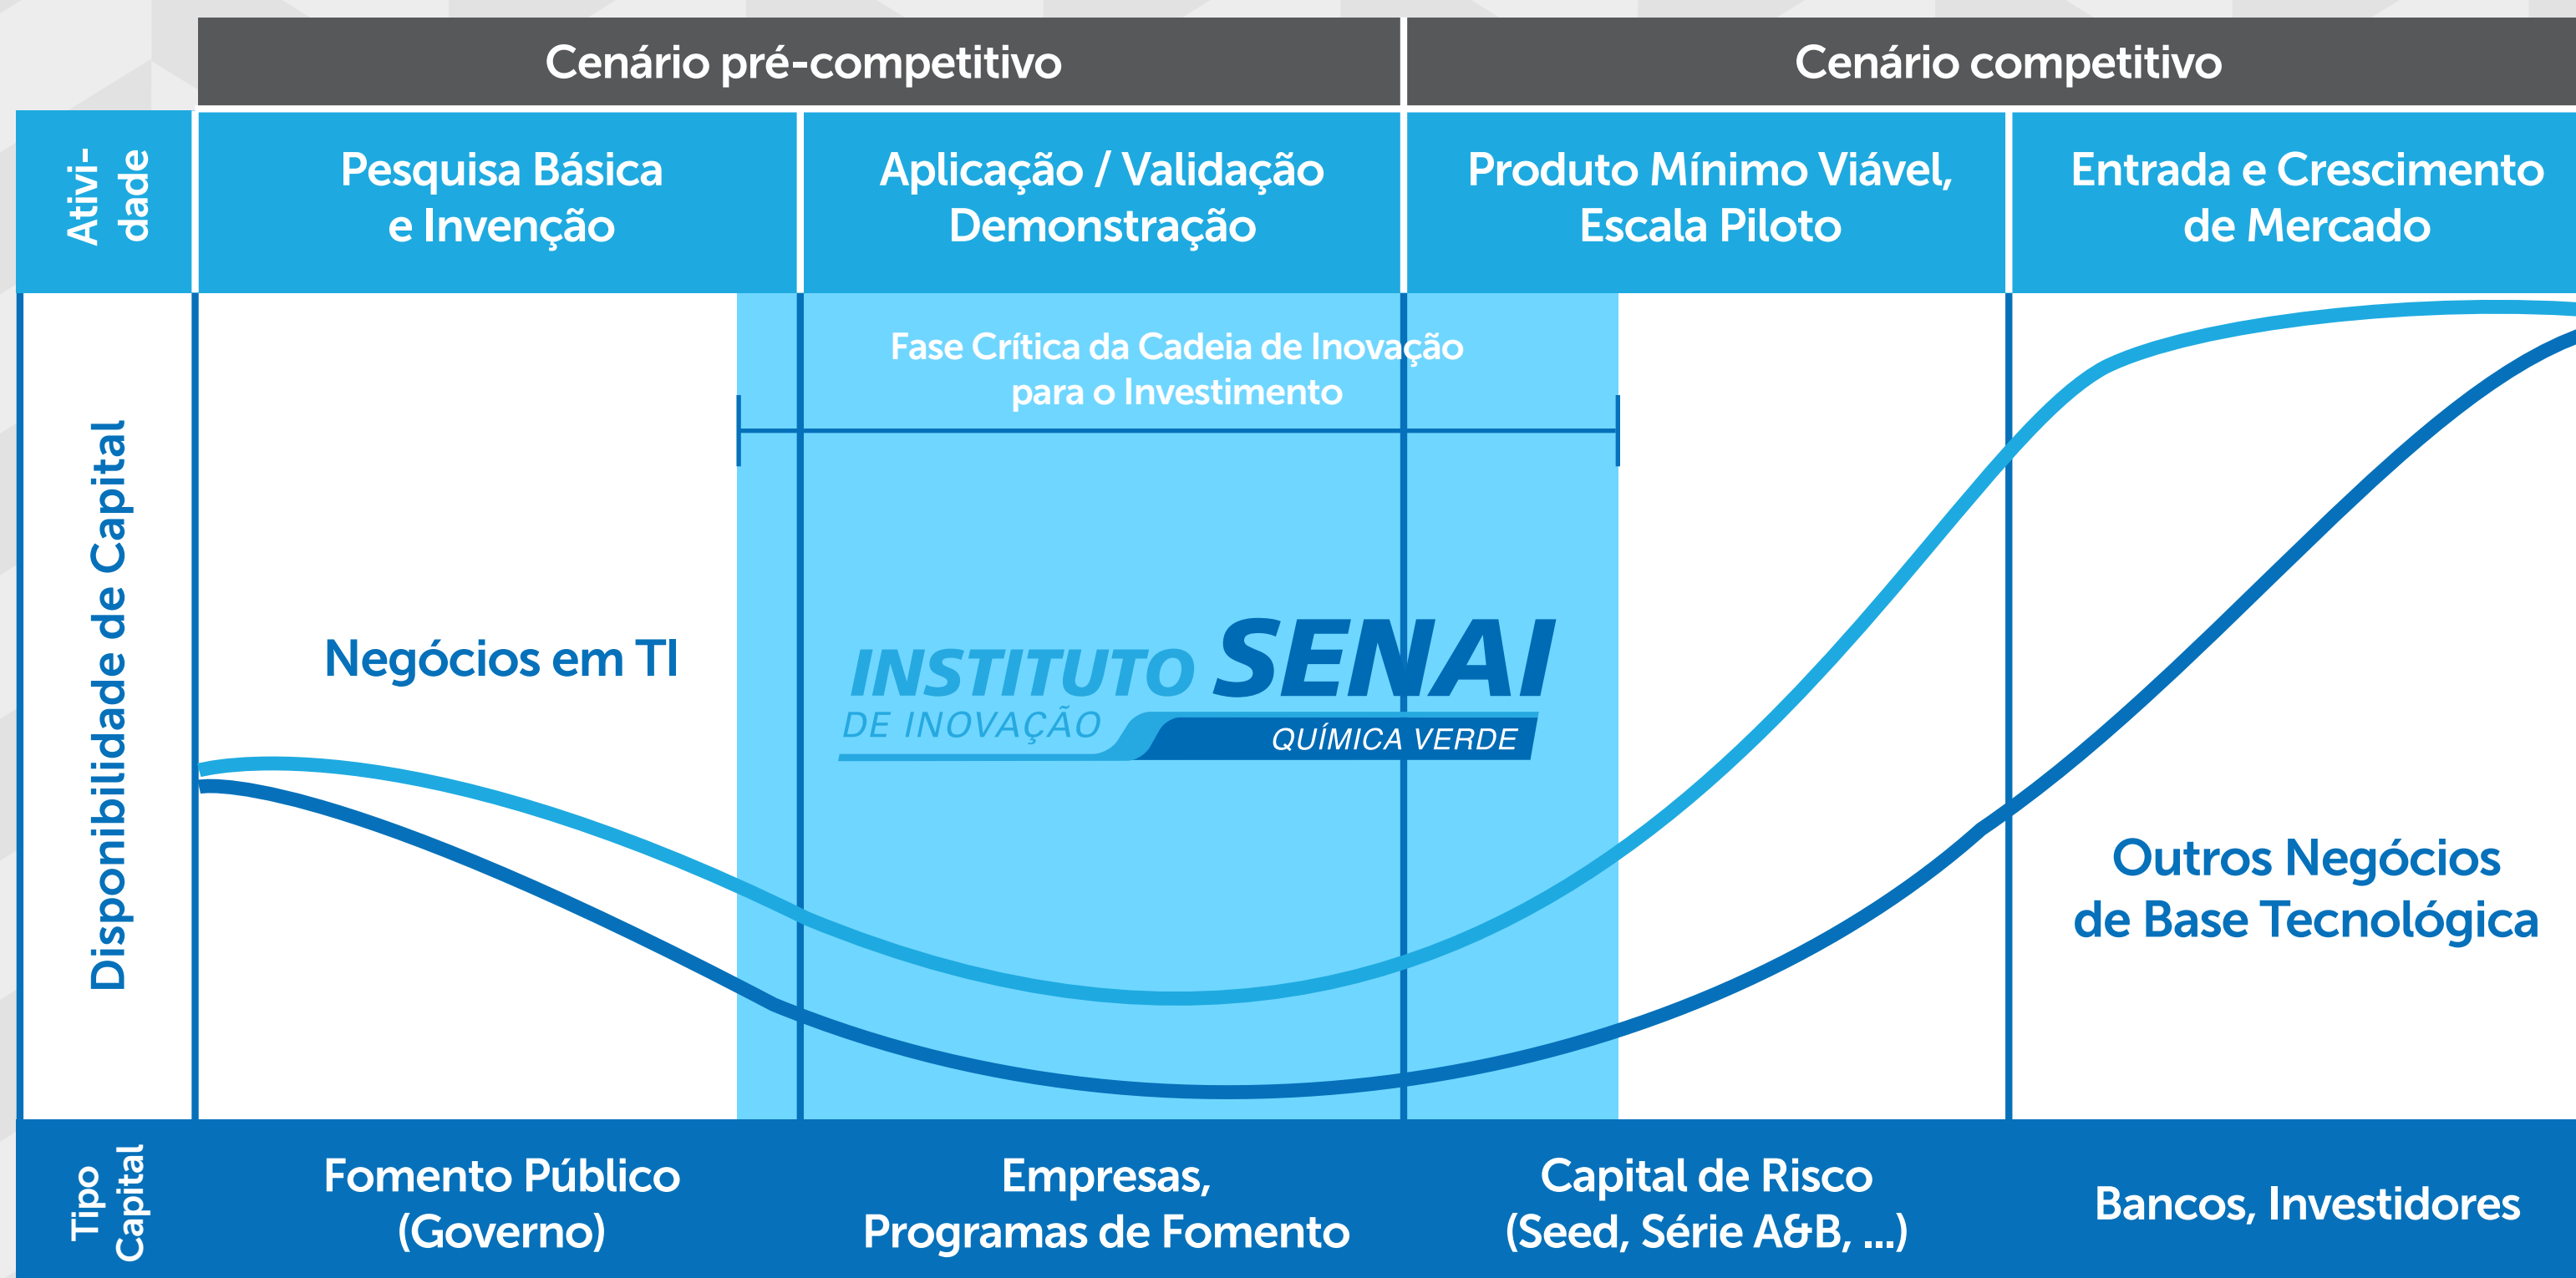 Cenário pré-competitivo
Cenário competitivo
Ativi-
dade
Pesquisa Básica
e Invenção
Aplicação / Validação
Demonstração
Produto Mínimo Viável,
Escala Piloto
Entrada e Crescimento
de Mercado
Disponibilidade de Capital
Fase Crítica da Cadeia de Inovação
para o Investimento
Negócios em TI
INSTITUTO SENAI
DE INOVAÇÃO
QUÍMICA VERDE
Outros Negócios
de Base Tecnológica
Tipo
Capital
Fomento Público
(Governo)
Empresas,
Programas de Fomento
Capital de Risco
(Seed, Série A&B, ...)
Bancos, Investidores